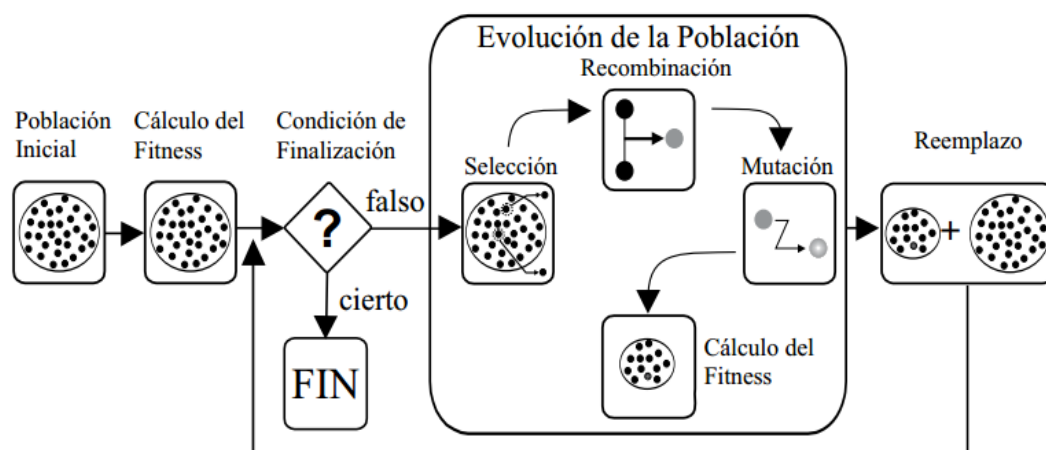 Evolución de la Población
Recombinación
Población
Inicial
Cálculo del
Fitness
Condición de
Finalización
Selección
Mutación
Reemplazo
?
falso
+
cierto
FIN
Cálculo del
Fitness